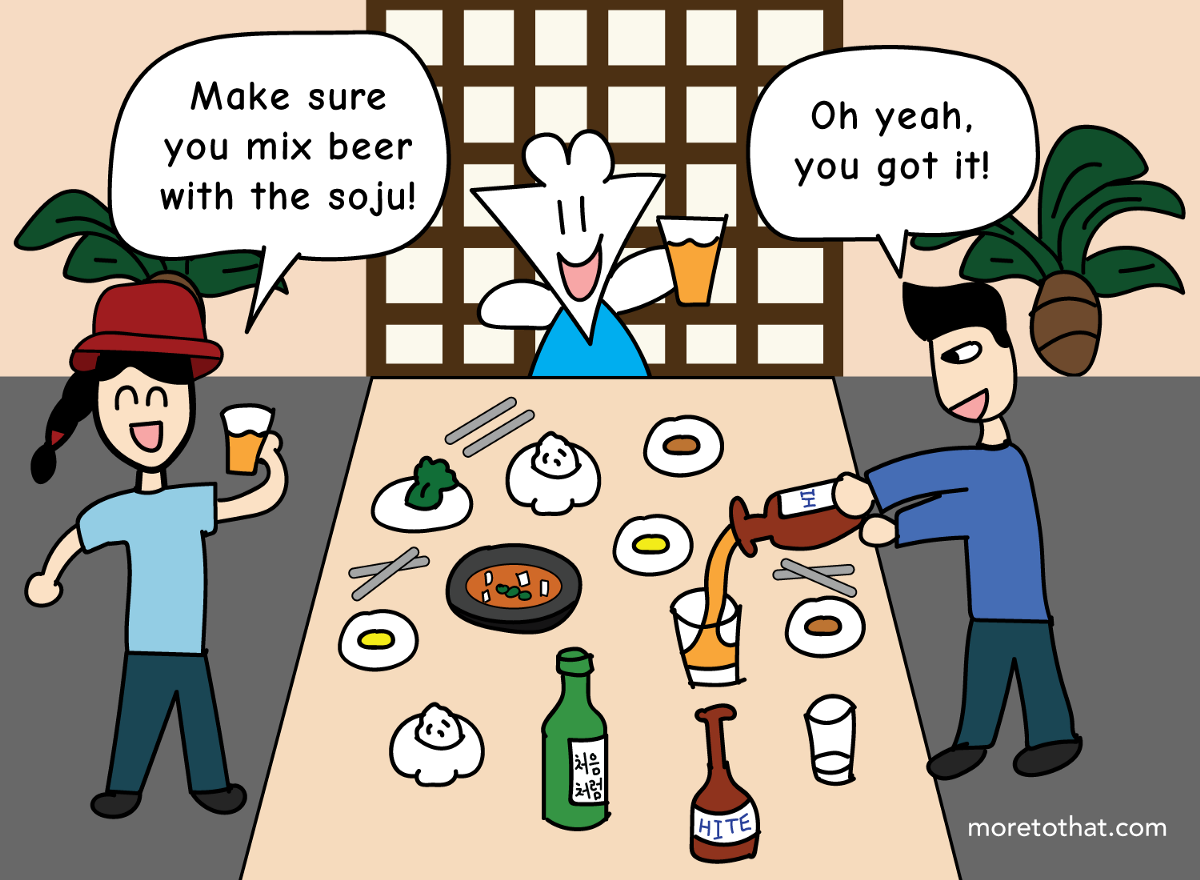 Make sure
you mix beer
with the soju!
Oh yeah,
you got it!
처음
처럼
HITE
moretothat.com